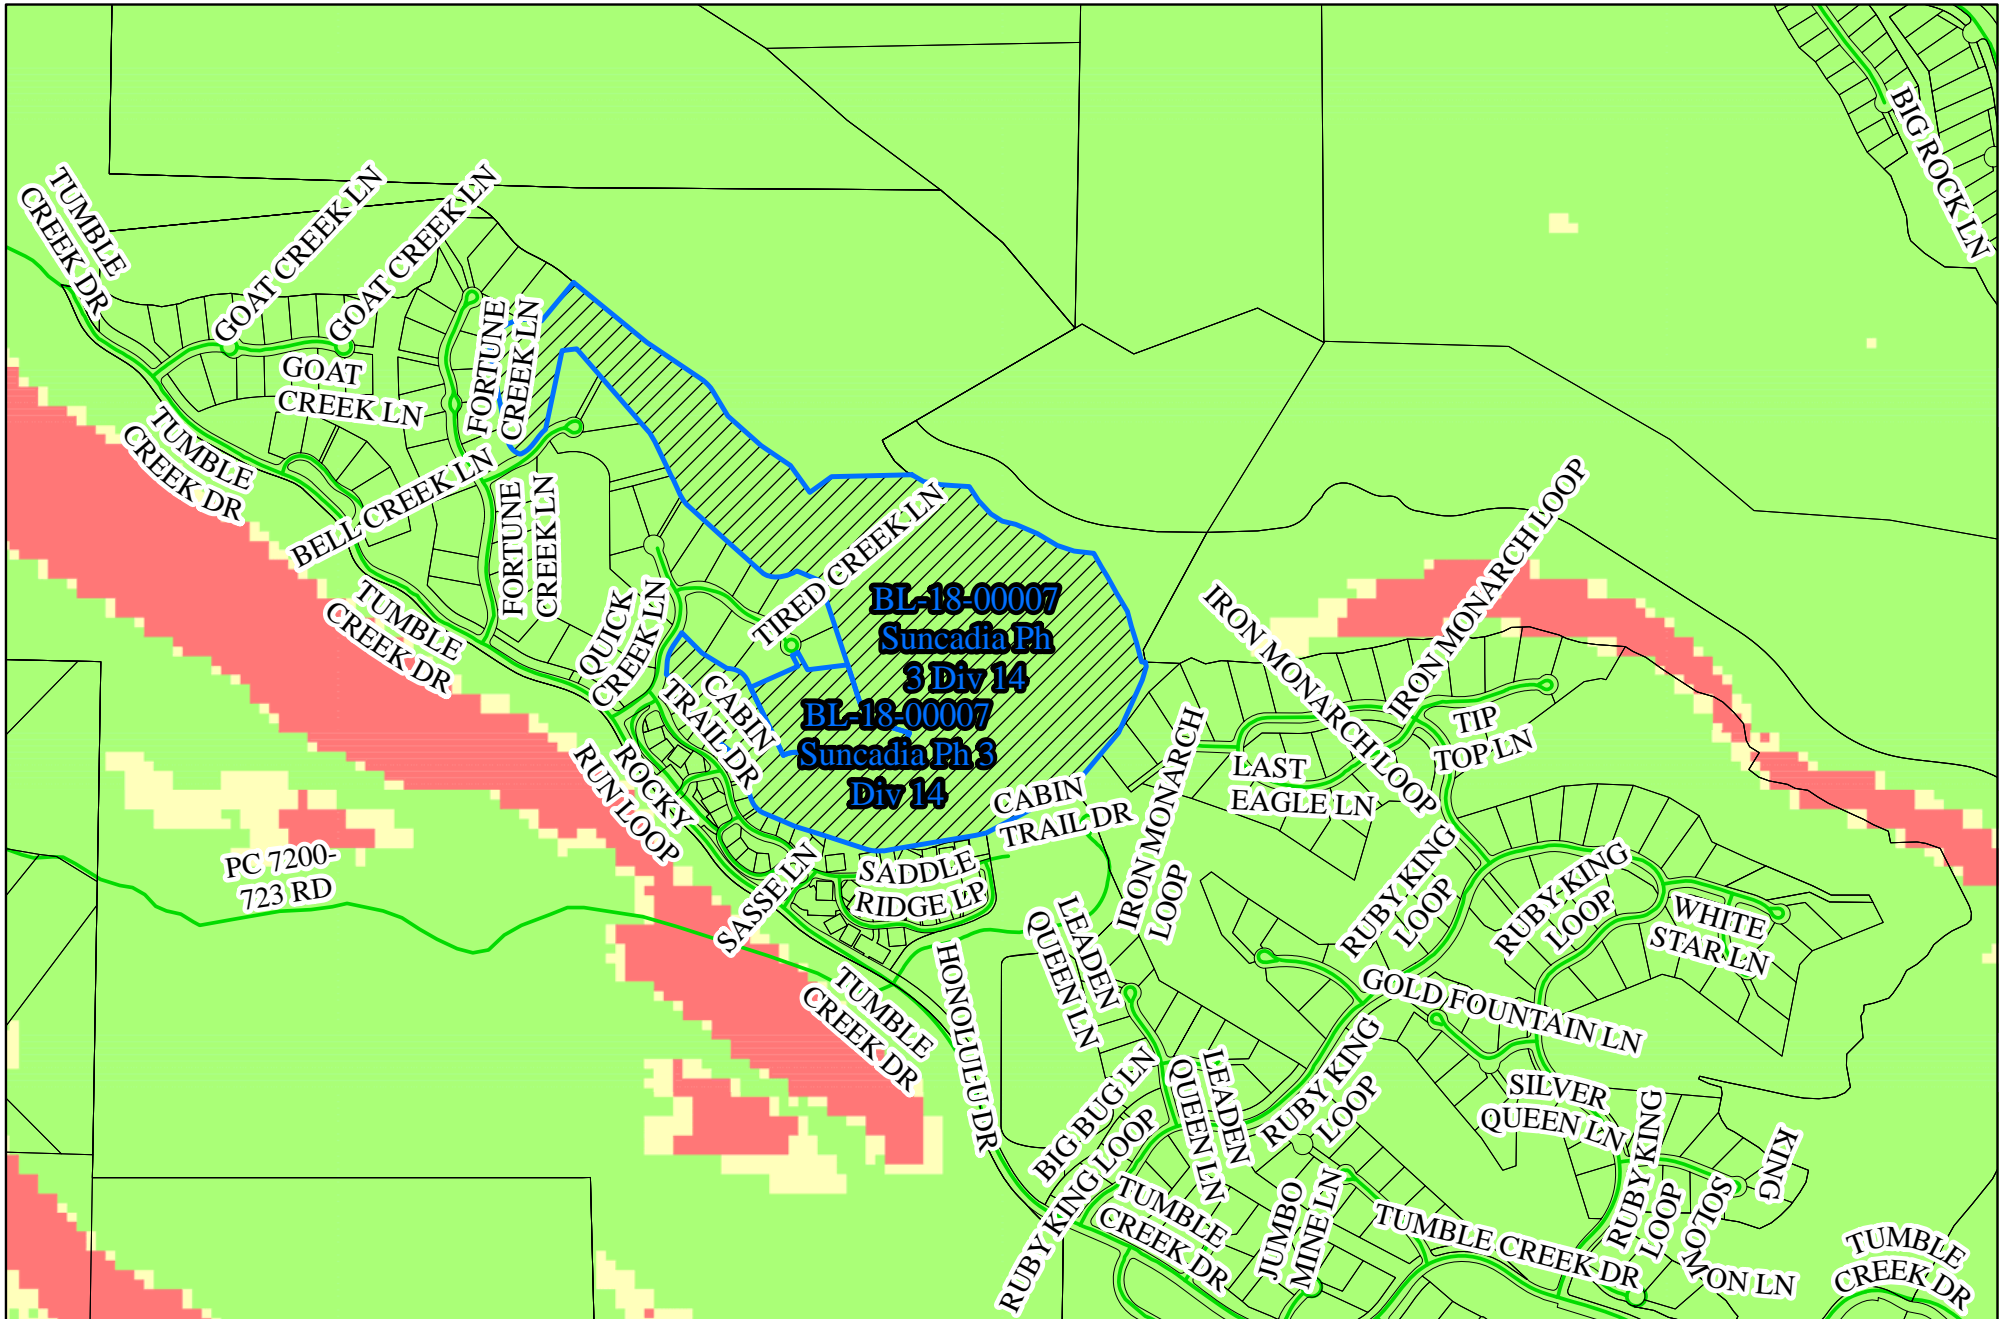 BIG ROCK LN
TUMBLE
CREEK DR
GOAT CREEK LN
GOAT CREEK LN
GOAT
CREEK LN
FORTUNE
CREEK LN
TUMBLE
CREEK DR
BELL CREEK LN
FORTUNE
CREEK LN
TIRED CREEK LN
IRON MONARCH LOOP
IRON MONARCH LOOP
BL-18-00007
Suncadia Ph
3 Div 14
BL-18-00007
Suncadia Ph 3
Div 14
TUMBLE
CREEK DR
QUICK
CREEK LN
CABIN
TRAIL DR
ROCKY
RUN LOOP
TIP
TOP LN
LAST
EAGLE LN
CABIN
TRAIL DR
IRON MONARCH
LOOP
PC 7200-
723 RD
SASSE LN
SADDLE
RIDGE LP
RUBY KING
LOOP
RUBY KING
LOOP
WHITE
STAR LN
LEADEN
QUEEN LN
HONOLULU DR
TUMBLE
CREEK DR
GOLD FOUNTAIN LN
BIG BUG LN
LEADEN
QUEEN LN
RUBY KING
LOOP
SILVER
QUEEN LN
RUBY KING
LOOP
KING
SOLO
MON LN
RUBY KING LOOP
TUMBLE
CREEK DR
JUMBO
MINE LN
TUMBLE CREEK DR
TUMBLE
CREEK DR